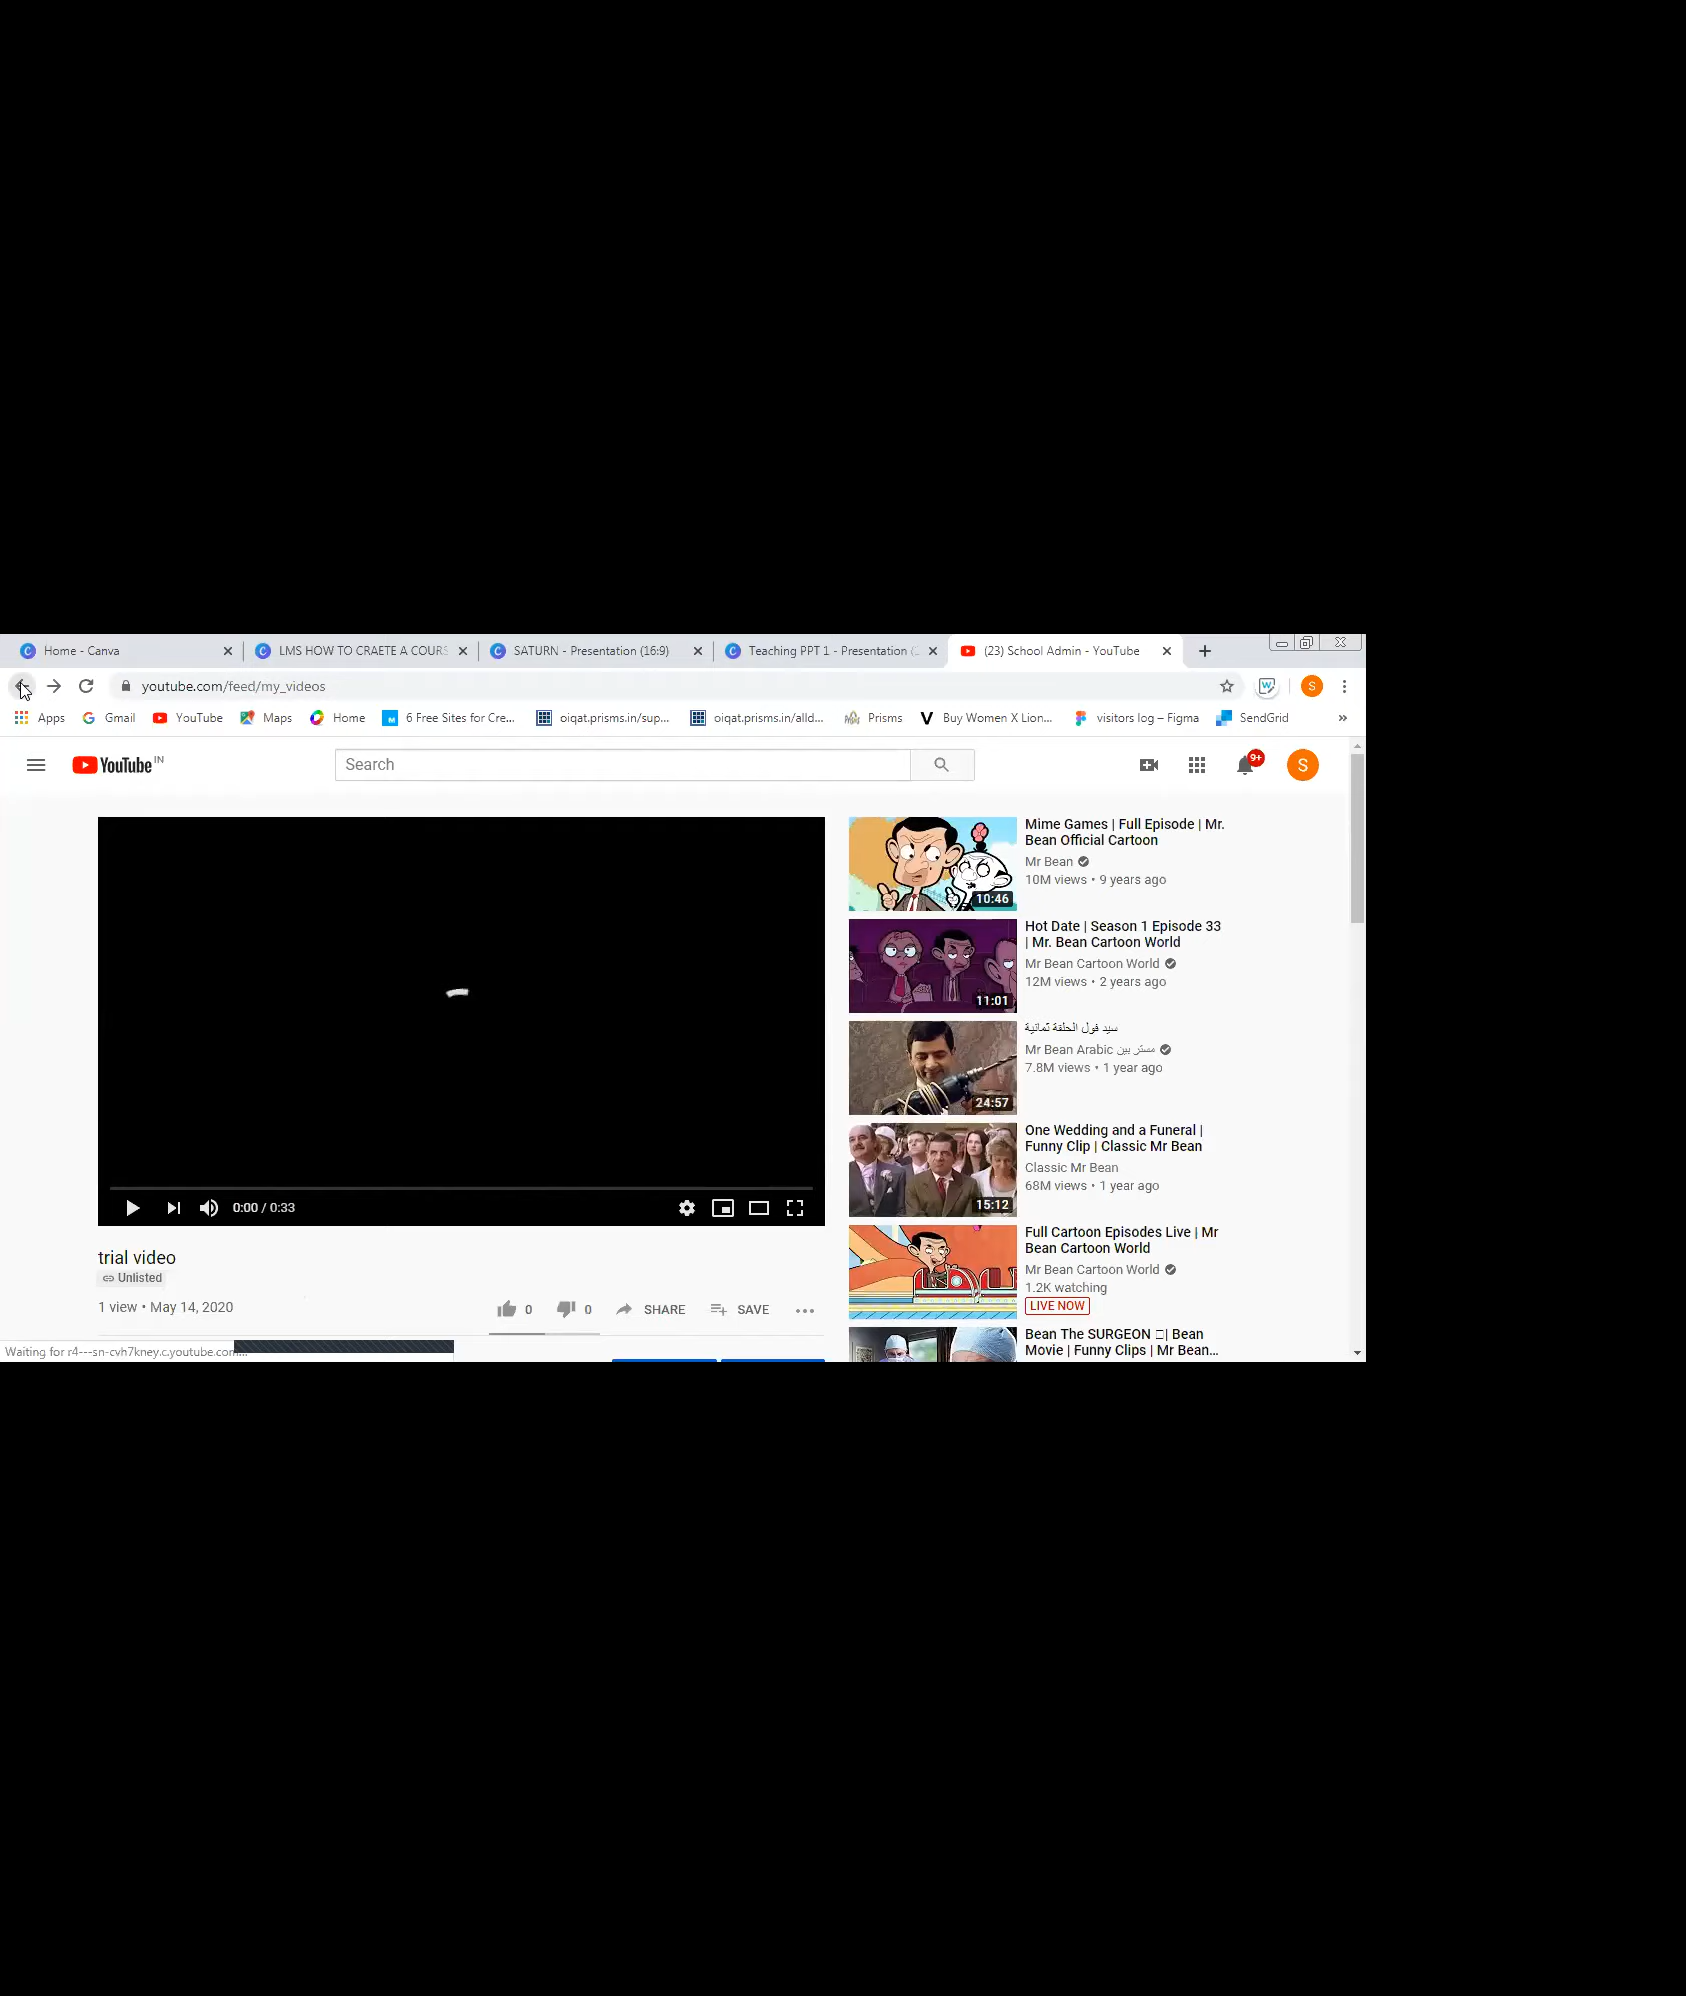 Home - Canva
LMS HOW TO CRAETE A COUR
SATURN - Presentation (16:9)
Teaching PPT 1 - Presentation (
(23) School Admin - YouTube
youtube.com/feed/my_videos
S
Apps
Gmail
YouTube
Maps
Home
6 Free Sites for Cre...
oiqat.prisms.in/sup...
oiqat.prisms.in/alld...
Prisms
Buy Women X Lion...
visitors log – Figma
SendGrid
»
YouTube IN
Search
9+
S
0:00 / 0:33
trial video
Unlisted
1 view • May 14, 2020
0
0
SHARE
SAVE
Waiting for r4---sn-cvh7kney.c.youtube.com...
Mime Games | Full Episode | Mr.
Bean Official Cartoon
Mr Bean
10M views • 9 years ago
10:46
Hot Date | Season 1 Episode 33
| Mr. Bean Cartoon World
Mr Bean Cartoon World
12M views • 2 years ago
11:01
سيد فول الحلقة ثمانية
Mr Bean Arabic مستر بين
7.8M views • 1 year ago
24:57
One Wedding and a Funeral |
Funny Clip | Classic Mr Bean
Classic Mr Bean
68M views • 1 year ago
15:12
Full Cartoon Episodes Live | Mr
Bean Cartoon World
Mr Bean Cartoon World
1.2K watching
LIVE NOW
Bean The SURGEON □| Bean
Movie | Funny Clips | Mr Bean...